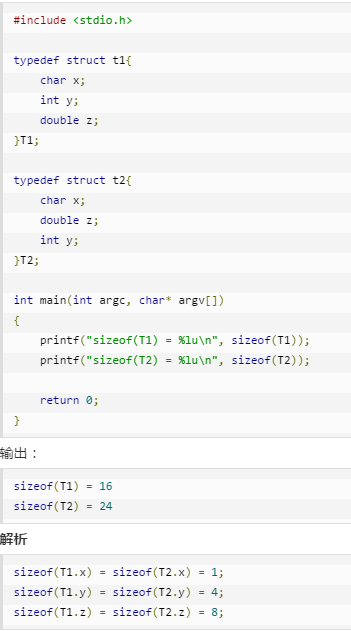 #include <stdio.h>
typedef struct t1{
    char x;
    int y;
    double z;
}T1;
typedef struct t2{
    char x;
    double z;
    int y;
}T2;
int main(int argc, char* argv[])
{
    printf("sizeof(T1) = %lu\n", sizeof(T1));
    printf("sizeof(T2) = %lu\n", sizeof(T2));
    return 0;
}
输出：
sizeof(T1) = 16
sizeof(T2) = 24
解析
sizeof(T1.x) = sizeof(T2.x) = 1;
sizeof(T1.y) = sizeof(T2.y) = 4;
sizeof(T1.z) = sizeof(T2.z) = 8;